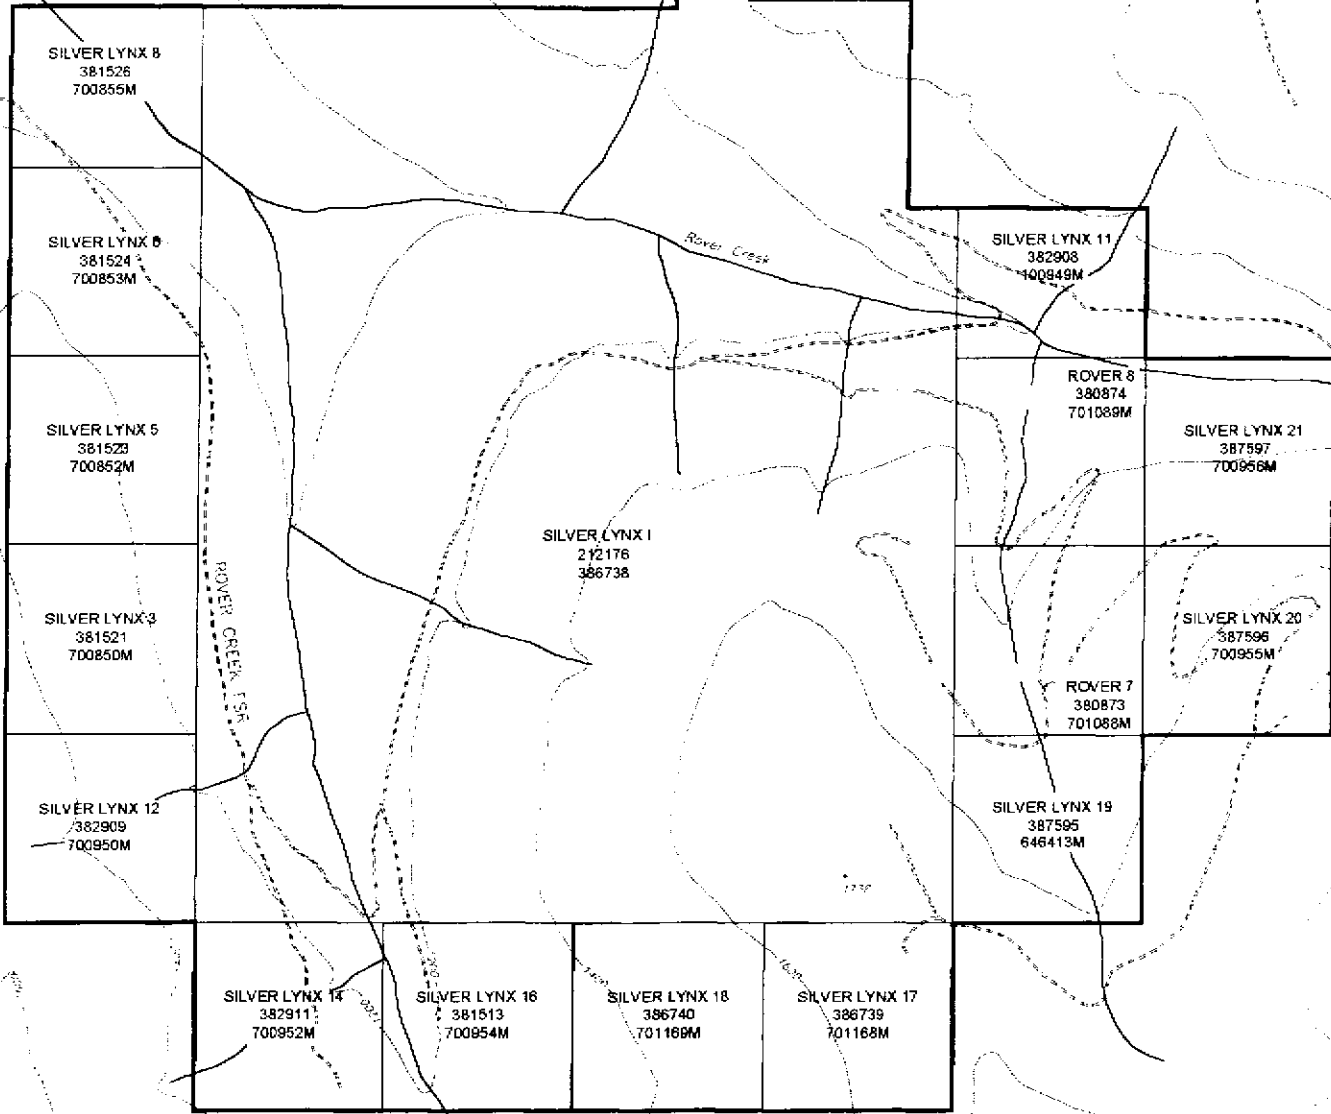 SILVER LYNX 8
381526
700855M
SILVER LYNX 6
381524
700853M
Rover Creek
SILVER LYNX 11
382908
100949M
ROVER 8
380874
701089M
SILVER LYNX 5
381523
700852M
SILVER LYNX 21
387597
700956M
SILVER LYNX I
212176
386738
ROVER CREEK FSR
SILVER LYNX 3
381521
700850M
SILVER LYNX 20
387596
700955M
ROVER 7
380873
701088M
SILVER LYNX 12
382909
700950M
SILVER LYNX 19
387595
646413M
SILVER LYNX 14
382911
700952M
SILVER LYNX 16
381513
700954M
SILVER LYNX 18
386740
701169M
SILVER LYNX 17
386739
701168M
1600